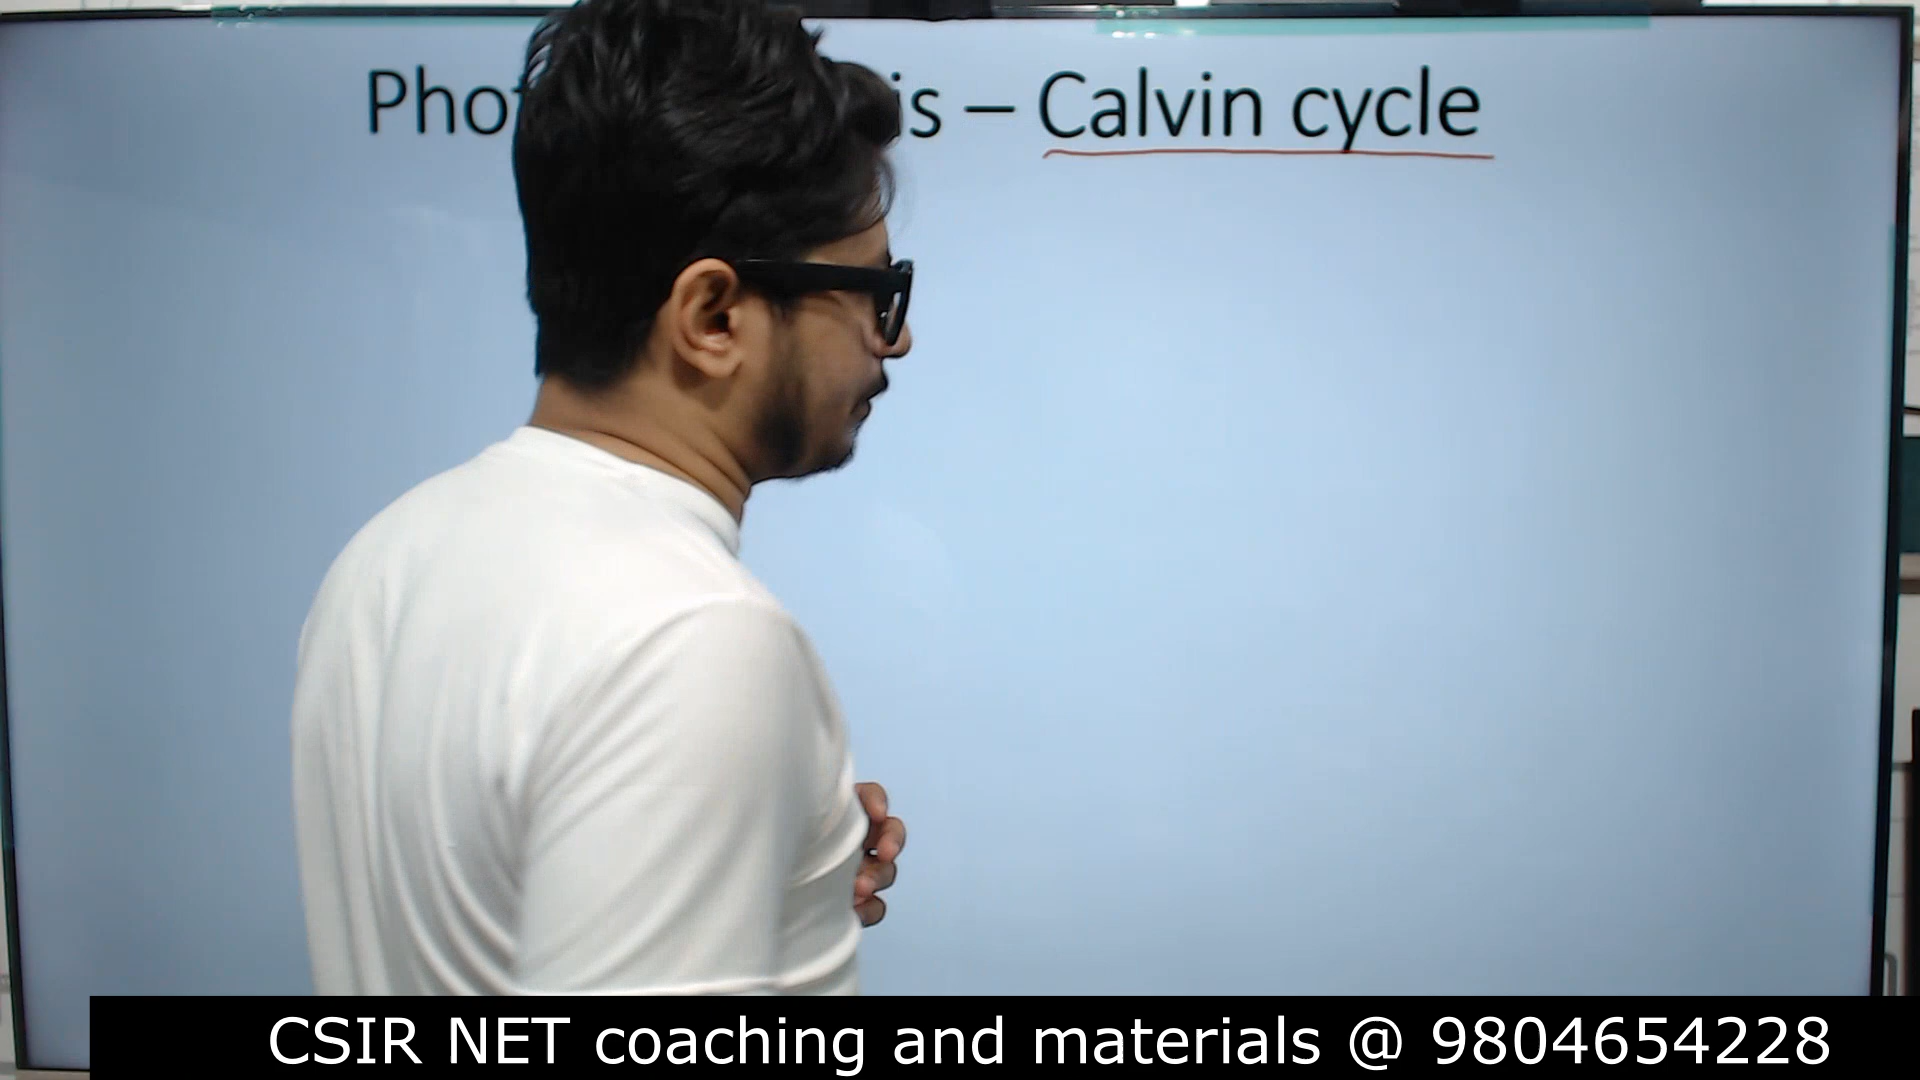 Pho is – Calvin cycle
CSIR NET coaching and materials @ 9804654228